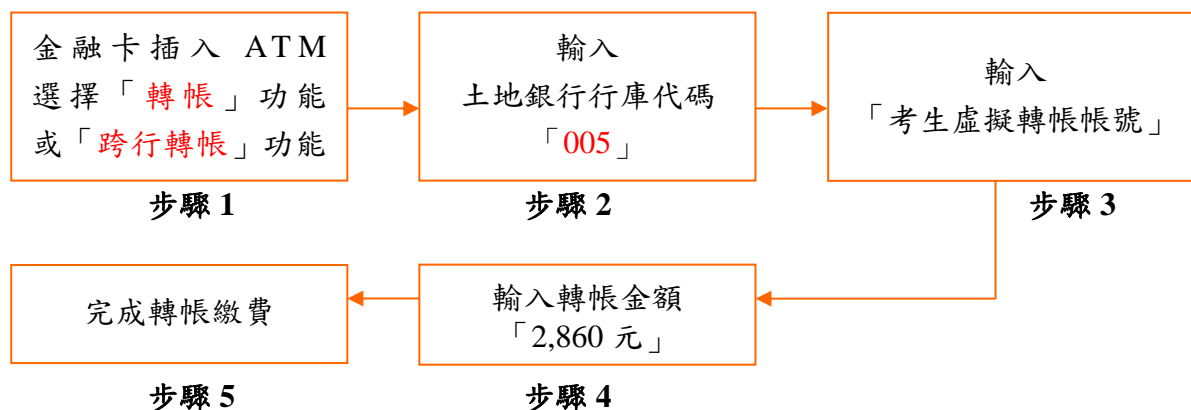 金融卡插入 ATM
選擇「轉帳」功能
或「跨行轉帳」功能
步驟 1
輸入
土地銀行行庫代碼
「005」
步驟 2
輸入
「考生虛擬轉帳帳號」
步驟 3
輸入轉帳金額
「2,860 元」
步驟 4
完成轉帳繳費
步驟 5